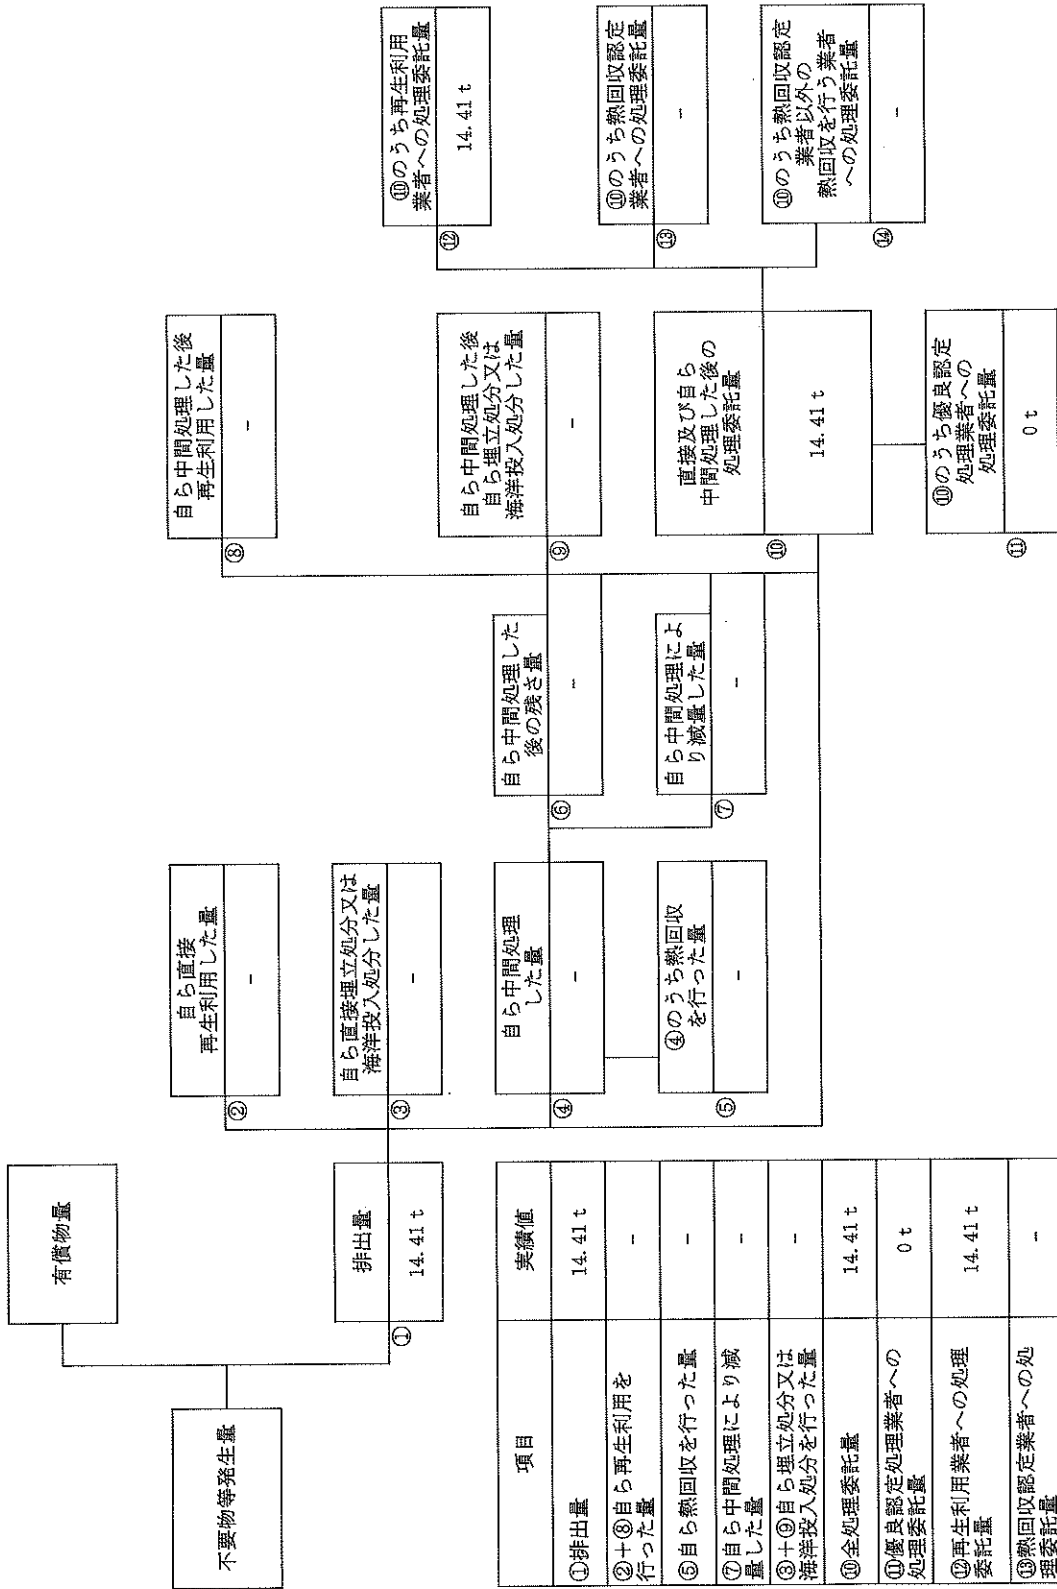 有償物量
不要物等発生量
排出量
①
14.41 t
自ら直接
再生利用した量
②
-
自ら直接埋立処分又は
海洋投入処分した量
③
-
自ら中間処理
した量
④
-
④のうち熱回収
を行った量
⑤
-
自ら中間処理した
後の残さ量
⑥
-
自ら中間処理によ
り減量した量
⑦
-
自ら中間処理した後
再生利用した量
⑧
-
自ら中間処理した後
自ら埋立処分又は
海洋投入処分した量
⑨
-
直接及び自ら
中間処理した後の
処理委託量
⑩
14.41 t
⑩のうち優良認定
処理業者への
処理委託量
⑪
0 t
⑩のうち再生利用
業者への処理委託量
⑫
14.41 t
⑩のうち熱回収認定
業者への処理委託量
⑬
-
⑩のうち熱回収認定
業者以外の
熱回収を行う業者
への処理委託量
⑭
-
項目 実績値
①排出量 14.41 t
②+⑧自ら再生利用を
行った量 -
⑤自ら熱回収を行った量 -
⑦自ら中間処理により減
量した量 -
③+⑨自ら埋立処分又は
海洋投入処分を行った量 -
⑩全処理委託量 14.41 t
⑪優良認定処理業者への
処理委託量 0 t
⑫再生利用業者への処理
委託量 14.41 t
⑬熱回収認定業者への処
理委託量 -